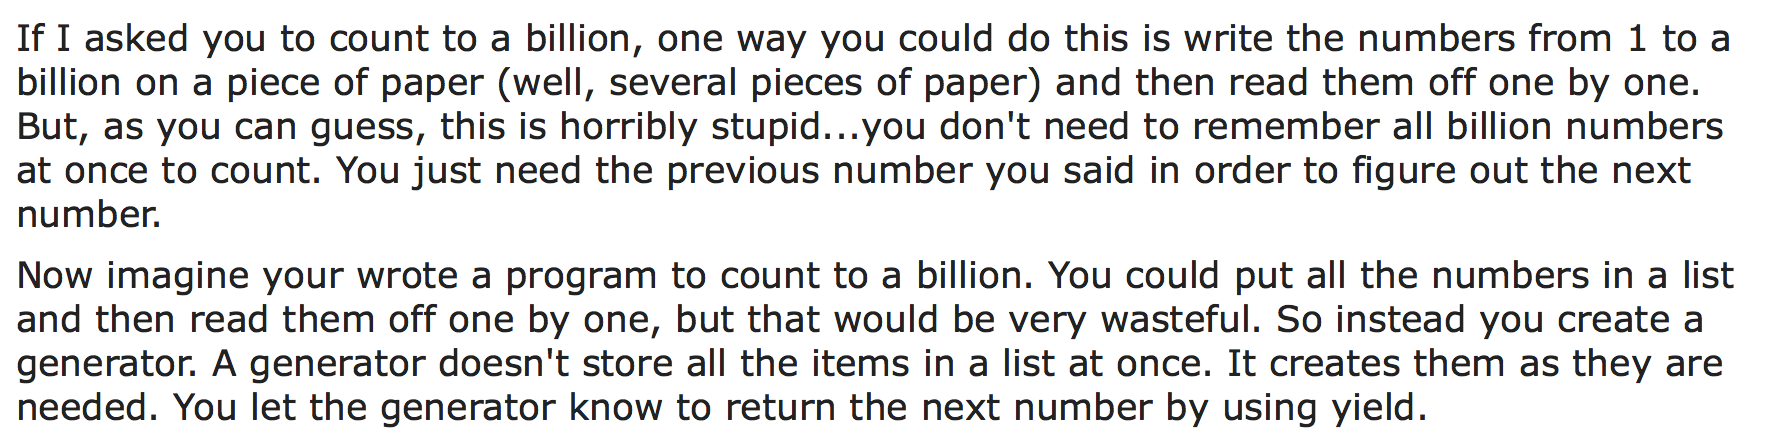 If I asked you to count to a billion, one way you could do this is write the numbers from 1 to a
billion on a piece of paper (well, several pieces of paper) and then read them off one by one.
But, as you can guess, this is horribly stupid...you don't need to remember all billion numbers
at once to count. You just need the previous number you said in order to figure out the next
number.
Now imagine your wrote a program to count to a billion. You could put all the numbers in a list
and then read them off one by one, but that would be very wasteful. So instead you create a
generator. A generator doesn't store all the items in a list at once. It creates them as they are
needed. You let the generator know to return the next number by using yield.